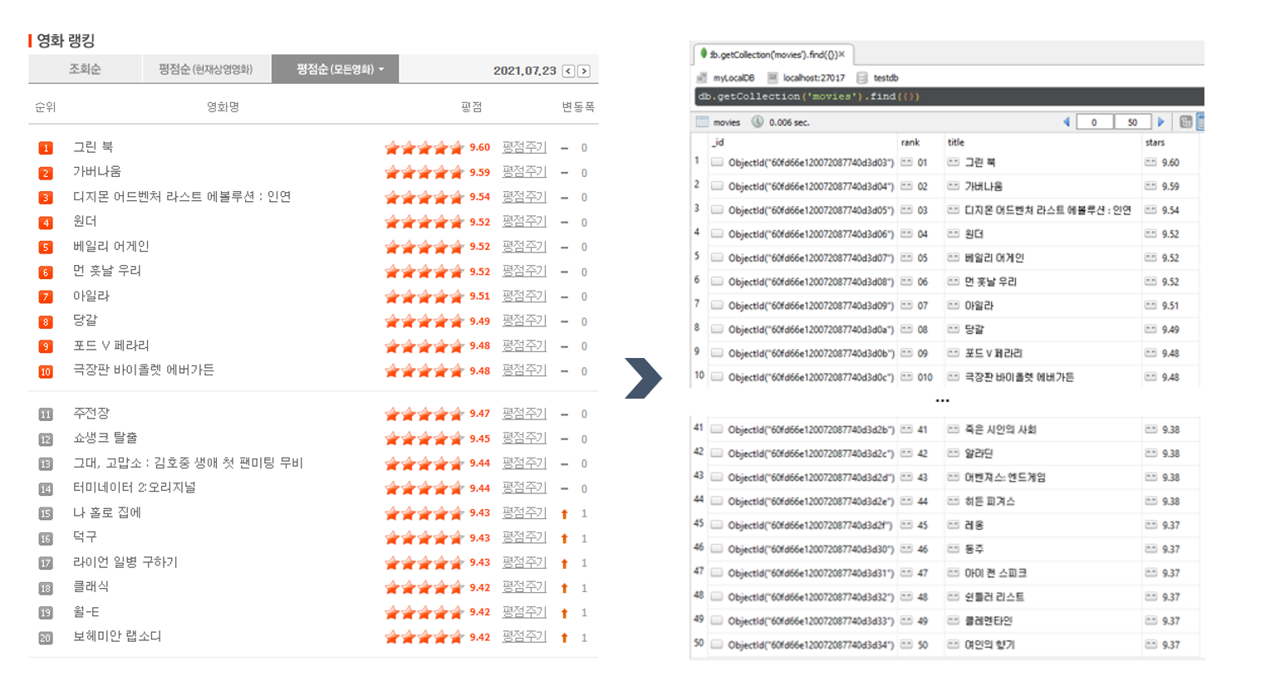 영화 랭킹
조회순 평점순 (현재상영영화) 평점순 (모든영화) 2021.07.23
순위 영화명 평점 변동폭
1 그린 북 9.60 평점주기 0
2 가버나움 9.59 평점주기 0
3 디지몬 어드벤처 라스트 에볼루션 : 인연 9.54 평점주기 0
4 원더 9.52 평점주기 0
5 베일리 어게인 9.52 평점주기 0
6 먼 훗날 우리 9.52 평점주기 0
7 아일라 9.51 평점주기 0
8 당갈 9.49 평점주기 0
9 포드 V 페라리 9.48 평점주기 0
10 극장판 바이올렛 에버가든 9.48 평점주기 0
11 주전장 9.47 평점주기 0
12 쇼생크 탈출 9.45 평점주기 0
13 그대, 고맙소 : 김호중 생애 첫 팬미팅 무비 9.44 평점주기 0
14 터미네이터 2:오리지널 9.44 평점주기 0
15 나 홀로 집에 9.43 평점주기 1
16 덕구 9.43 평점주기 1
17 라이언 일병 구하기 9.43 평점주기 1
18 클래식 9.42 평점주기 1
19 월-E 9.42 평점주기 1
20 보헤미안 랩소디 9.42 평점주기 1
db.getCollection('movies').find({})
myLocalDB localhost:27017 testdb
db.getCollection('movies').find({})
movies 0.006 sec. 0 50
_id rank title stars
1 ObjectId("60fd66e120072087740d3d03") 01 그린 북 9.60
2 ObjectId("60fd66e120072087740d3d04") 02 가버나움 9.59
3 ObjectId("60fd66e120072087740d3d05") 03 디지몬 어드벤처 라스트 에볼루션 : 인연 9.54
4 ObjectId("60fd66e120072087740d3d06") 04 원더 9.52
5 ObjectId("60fd66e120072087740d3d07") 05 베일리 어게인 9.52
6 ObjectId("60fd66e120072087740d3d08") 06 먼 훗날 우리 9.52
7 ObjectId("60fd66e120072087740d3d09") 07 아일라 9.51
8 ObjectId("60fd66e120072087740d3d0a") 08 당갈 9.49
9 ObjectId("60fd66e120072087740d3d0b") 09 포드 V 페라리 9.48
10 ObjectId("60fd66e120072087740d3d0c") 010 극장판 바이올렛 에버가든 9.48
...
41 ObjectId("60fd66e120072087740d3d2b") 41 죽은 시인의 사회 9.38
42 ObjectId("60fd66e120072087740d3d2c") 42 알라딘 9.38
43 ObjectId("60fd66e120072087740d3d2d") 43 어벤져스: 엔드게임 9.38
44 ObjectId("60fd66e120072087740d3d2e") 44 히든 피겨스 9.38
45 ObjectId("60fd66e120072087740d3d2f") 45 레옹 9.37
46 ObjectId("60fd66e120072087740d3d30") 46 동주 9.37
47 ObjectId("60fd66e120072087740d3d31") 47 아이 캔 스피크 9.37
48 ObjectId("60fd66e120072087740d3d32") 48 쉰들러 리스트 9.37
49 ObjectId("60fd66e120072087740d3d33") 49 클레멘타인 9.37
50 ObjectId("60fd66e120072087740d3d34") 50 여인의 향기 9.37